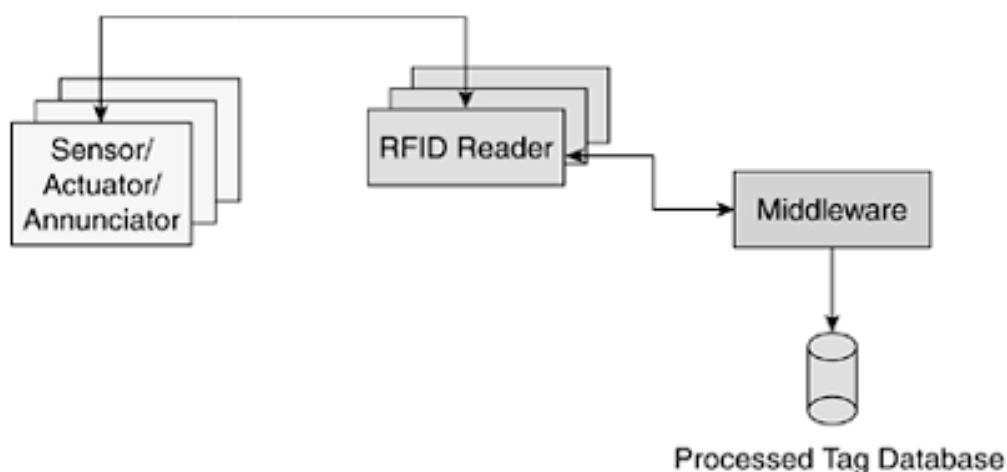 Sensor/
Actuator/
Annunciator
RFID Reader
Middleware
Processed Tag Database